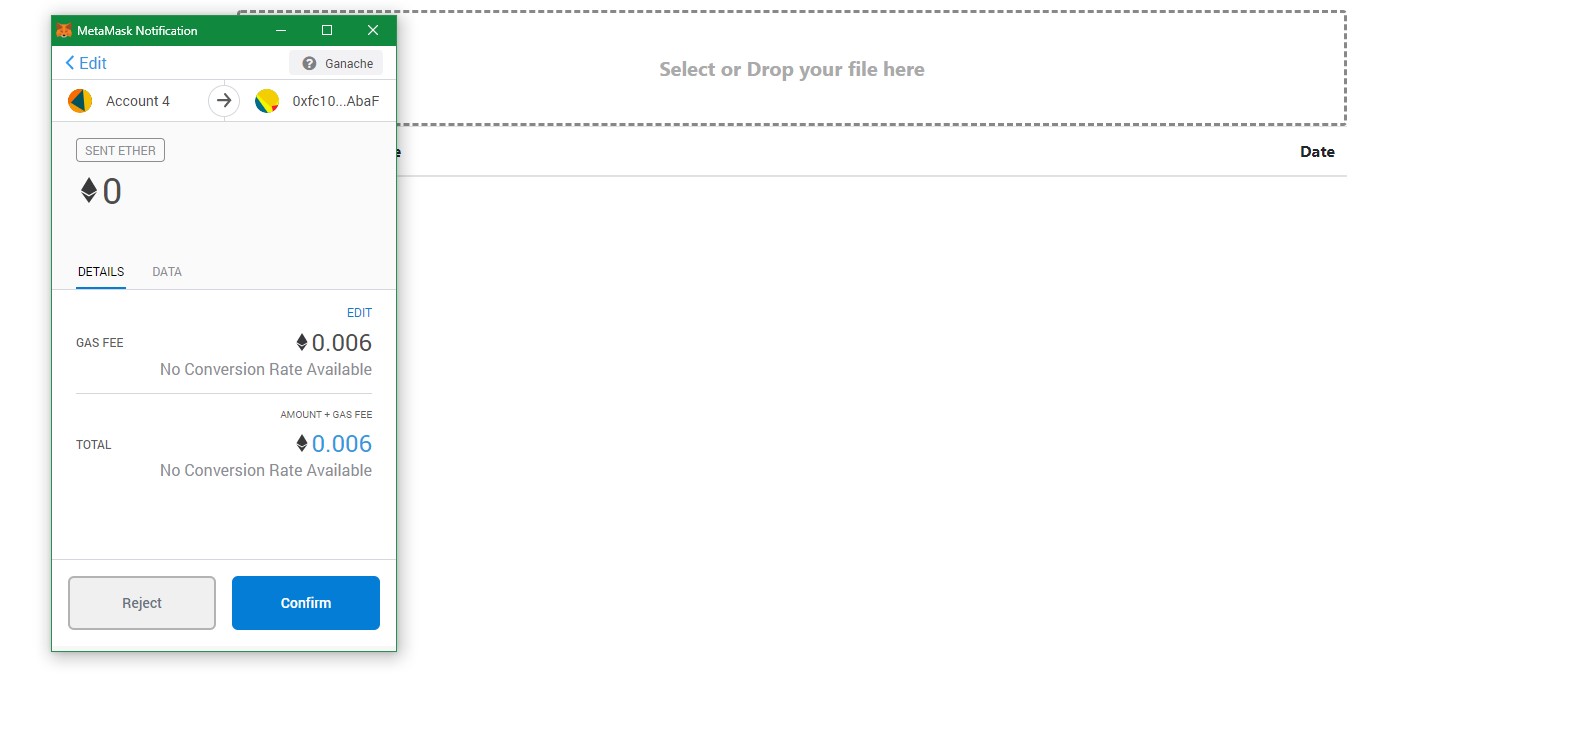 MetaMask Notification
Edit
Ganache
Account 4
0xfc10...AbaF
SENT ETHER
0
DETAILS DATA
EDIT
GAS FEE 0.006
No Conversion Rate Available
AMOUNT + GAS FEE
TOTAL 0.006
No Conversion Rate Available
Reject Confirm
Select or Drop your file here
Date